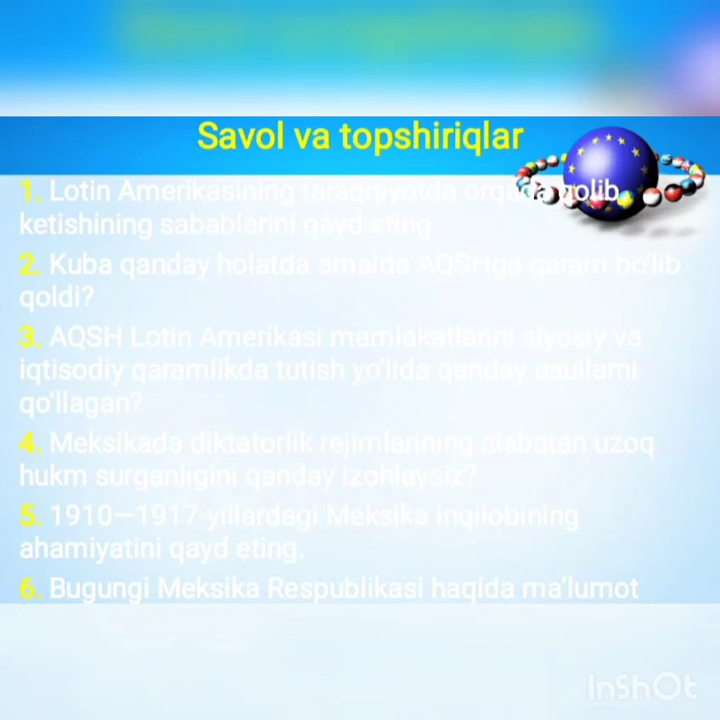 Savol va topshiriqlar
1. Lotin Amerikasining taraqqiyotda orqada qolib
ketishining sabablarini qayd eting
2. Kuba qanday holatda amalda AQSHga qaram bo'lib
qoldi?
3. AQSH Lotin Amerikasi mamlakatlarini siyosiy va
iqtisodiy qaramlikda tutish yo'lida qanday usullarni
qo'llagan?
4. Meksikada diktatorlik rejimlarining nisbatan uzoq
hukm surganligini qanday izohlaysiz?
5. 1910—1917-yillardagi Meksika inqilobining
ahamiyatini qayd eting.
6. Bugungi Meksika Respublikasi haqida ma'lumot
InShOt